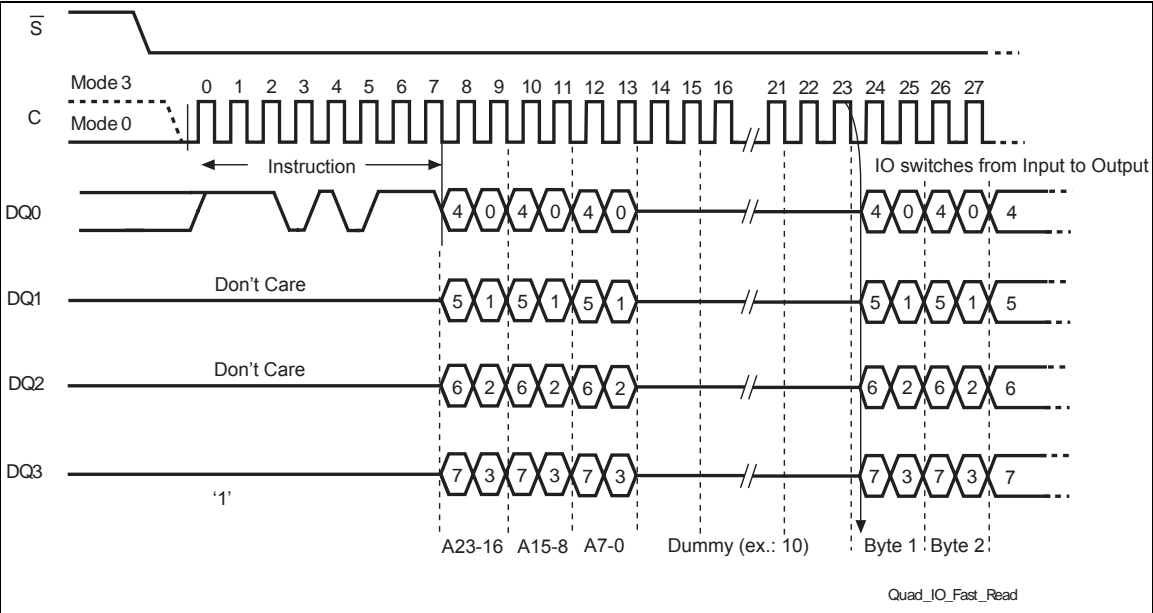 S
Mode 3
0 1 2 3 4 5 6 7 8 9 10 11 12 13 14 15 16 21 22 23 24 25 26 27
C
Mode 0
Instruction
IO switches from Input to Output
DQ0
4 0 4 0 4 0 4 0 4 0 4
Don't Care
DQ1
5 1 5 1 5 1 5 1 5 1 5
Don't Care
DQ2
6 2 6 2 6 2 6 2 6 2 6
DQ3
7 3 7 3 7 3 7 3 7 3 7
‘1’
A23-16 A15-8 A7-0 Dummy (ex.: 10) Byte 1 Byte 2
Quad_IO_Fast_Read